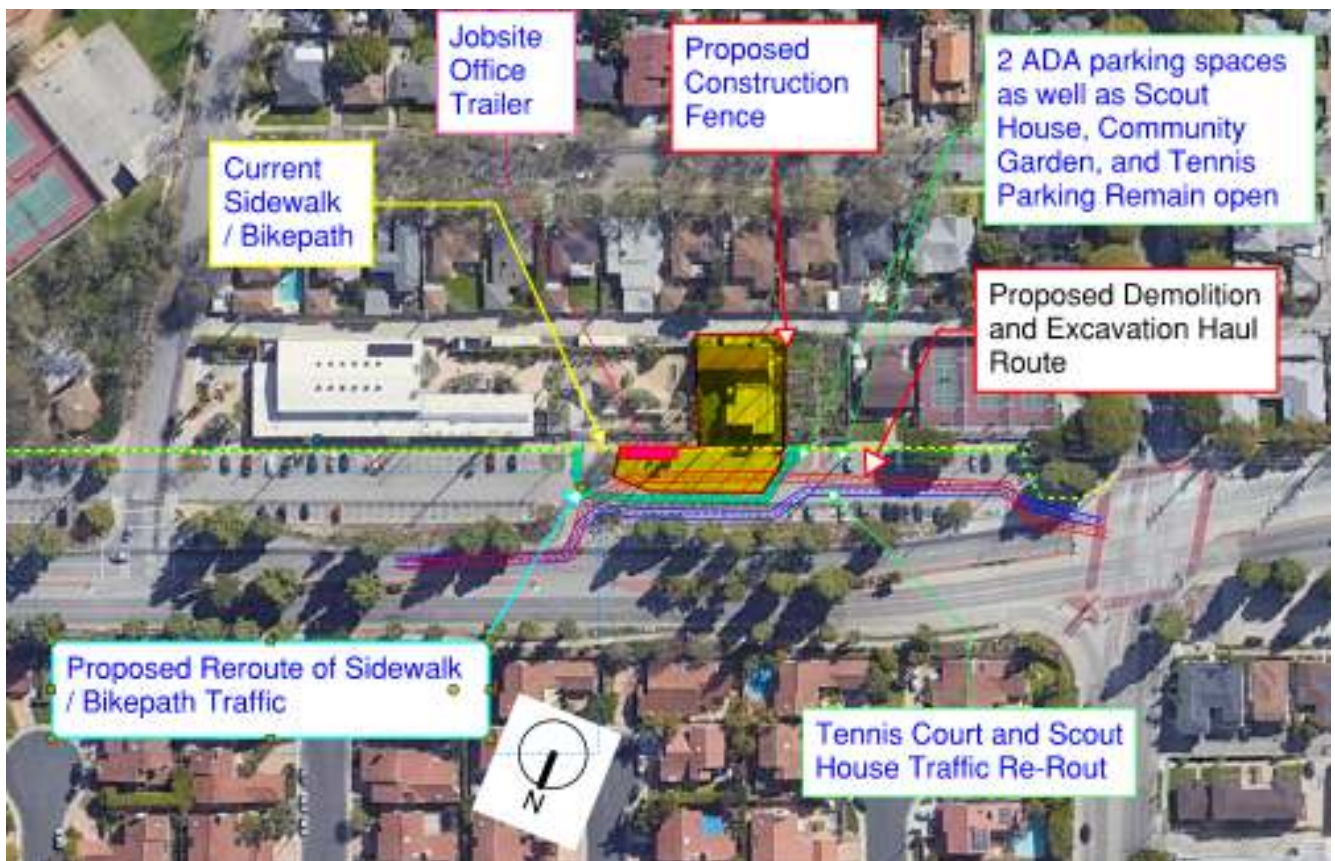 Jobsite
Office
Trailer
Proposed
Construction
Fence
2 ADA parking spaces
as well as Scout
House, Community
Garden, and Tennis
Parking Remain open
Current
Sidewalk
/ Bikepath
Proposed Demolition
and Excavation Haul
Route
Proposed Reroute of Sidewalk
/ Bikepath Traffic
N
Tennis Court and Scout
House Traffic Re-Rout